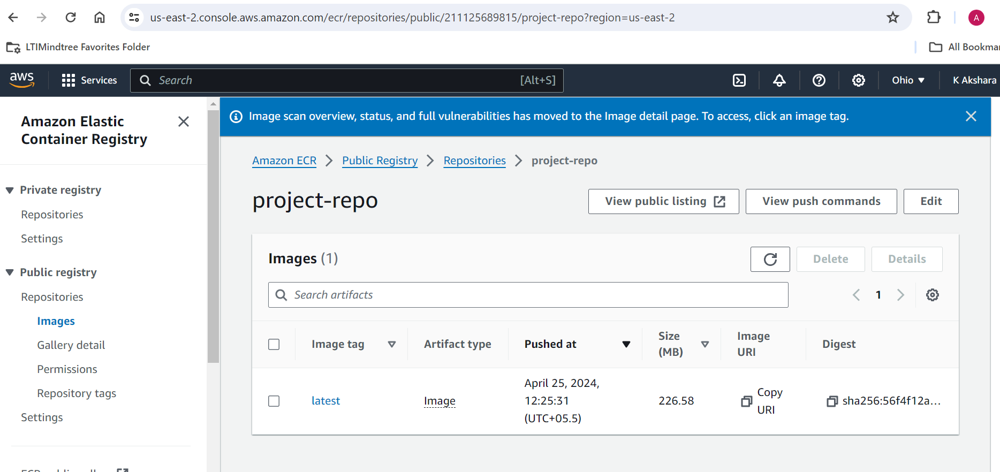 us-east-2.console.aws.amazon.com/ecr/repositories/public/211125689815/project-repo?region=us-east-2
A
LTIMindtree Favorites Folder
All Bookmar
aws
Services
Search
[Alt+S]
Ohio
K Akshara
Amazon Elastic
Container Registry
Private registry
Repositories
Settings
Public registry
Repositories
Images
Gallery detail
Permissions
Repository tags
Settings
Image scan overview, status, and full vulnerabilities has moved to the Image detail page. To access, click an image tag.
Amazon ECR
Public Registry
Repositories
project-repo
project-repo
View public listing
View push commands
Edit
Images (1)
Delete
Details
Search artifacts
1
Image tag
Artifact type
Pushed at
Size
(MB)
Image
URI
Digest
latest
Image
April 25, 2024,
12:25:31
(UTC+05.5)
226.58
Copy
URI
sha256:56f4f12a...